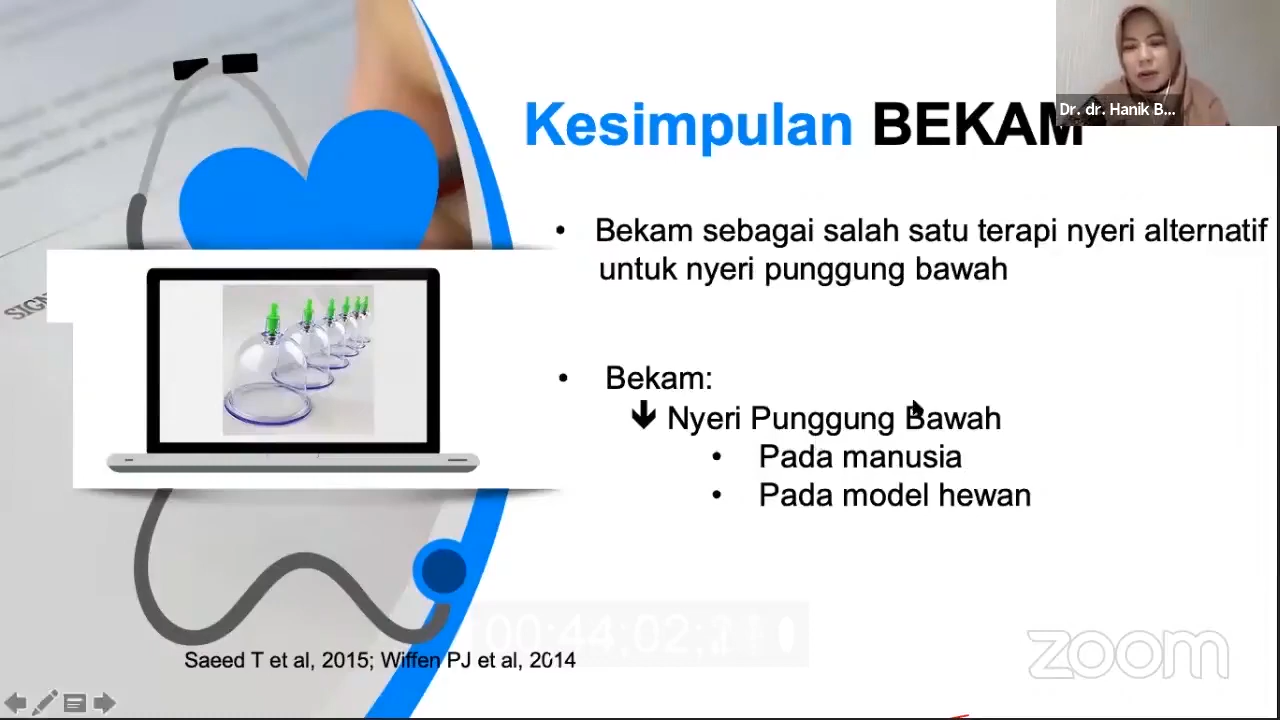 Kesimpulan BEKAM
Dr. dr. Hanik B...
• Bekam sebagai salah satu terapi nyeri alternatif
untuk nyeri punggung bawah
• Bekam:
🡻 Nyeri Punggung Bawah
• Pada manusia
• Pada model hewan
SIGN
Saeed T et al, 2015; Wiffen PJ et al, 2014
zoom